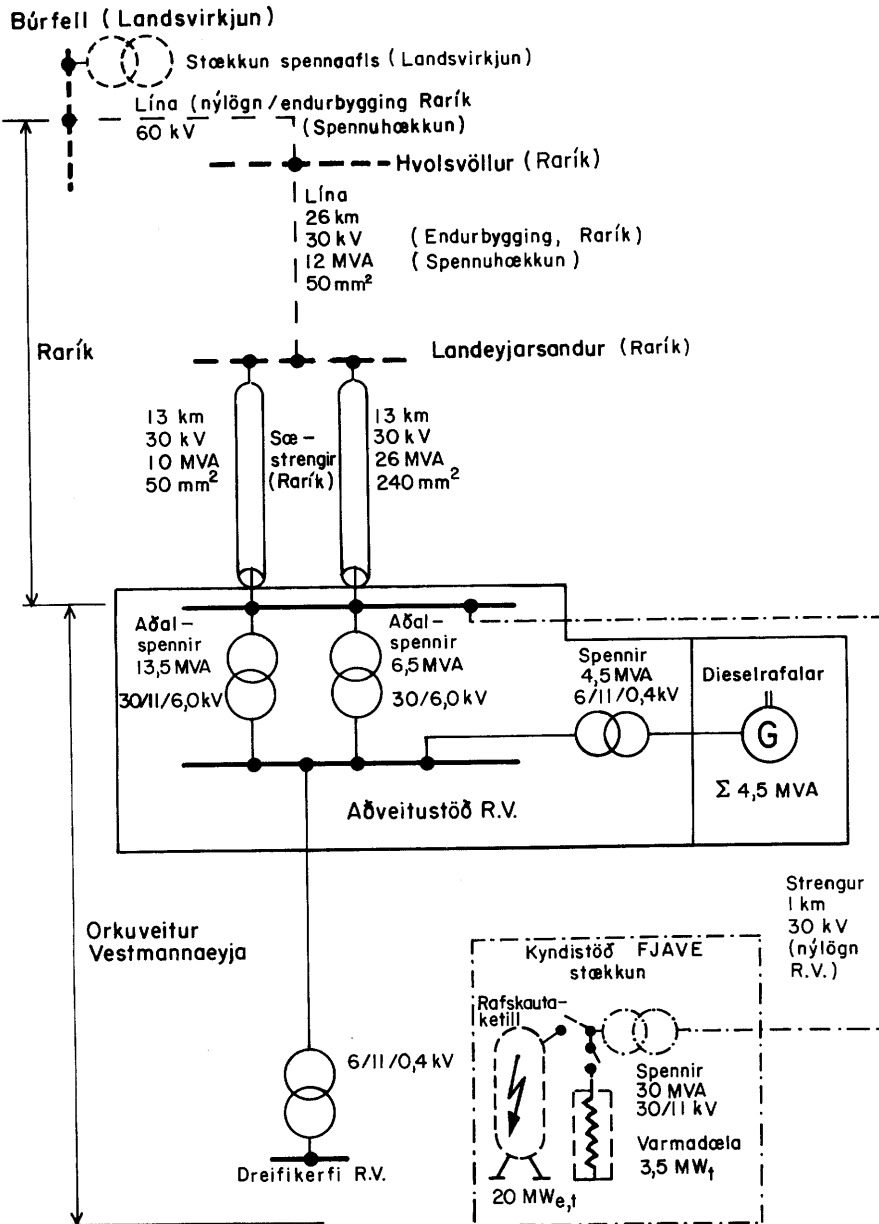 Búrfell (Landsvirkjun)
Stækkun spennaafls (Landsvirkjun)
Lína (nýlögn/endurbygging Rarík
60 kV (Spennuhækkun)
Hvolsvöllur (Rarík)
Lína
26 km
30 kV (Endurbygging, Rarík)
12 MVA (Spennuhækkun)
50 mm²
Rarík
Landeyjarsandur (Rarík)
13 km
30 kV
10 MVA
50 mm²
Sæ-
strengir
(Rarík)
13 km
30 kV
26 MVA
240 mm²
Aðal-
spennir
13,5 MVA
30/11/6,0 kV
Aðal-
spennir
6,5 MVA
30/6,0 kV
Spennir
4,5 MVA
6/11/0,4 kV
Dieselrafalar
G
Σ 4,5 MVA
Aðveitustöð R.V.
Orkuveitur
Vestmannaeyja
Strengur
1 km
30 kV
(nýlögn
R.V.)
Kyndistöð FJAVE
stækkun
Rafskauta-
ketill
Spennir
30 MVA
30/11 kV
Varmadæla
3,5 MWt
20 MWe,t
6/11/0,4 kV
Dreifikerfi R.V.